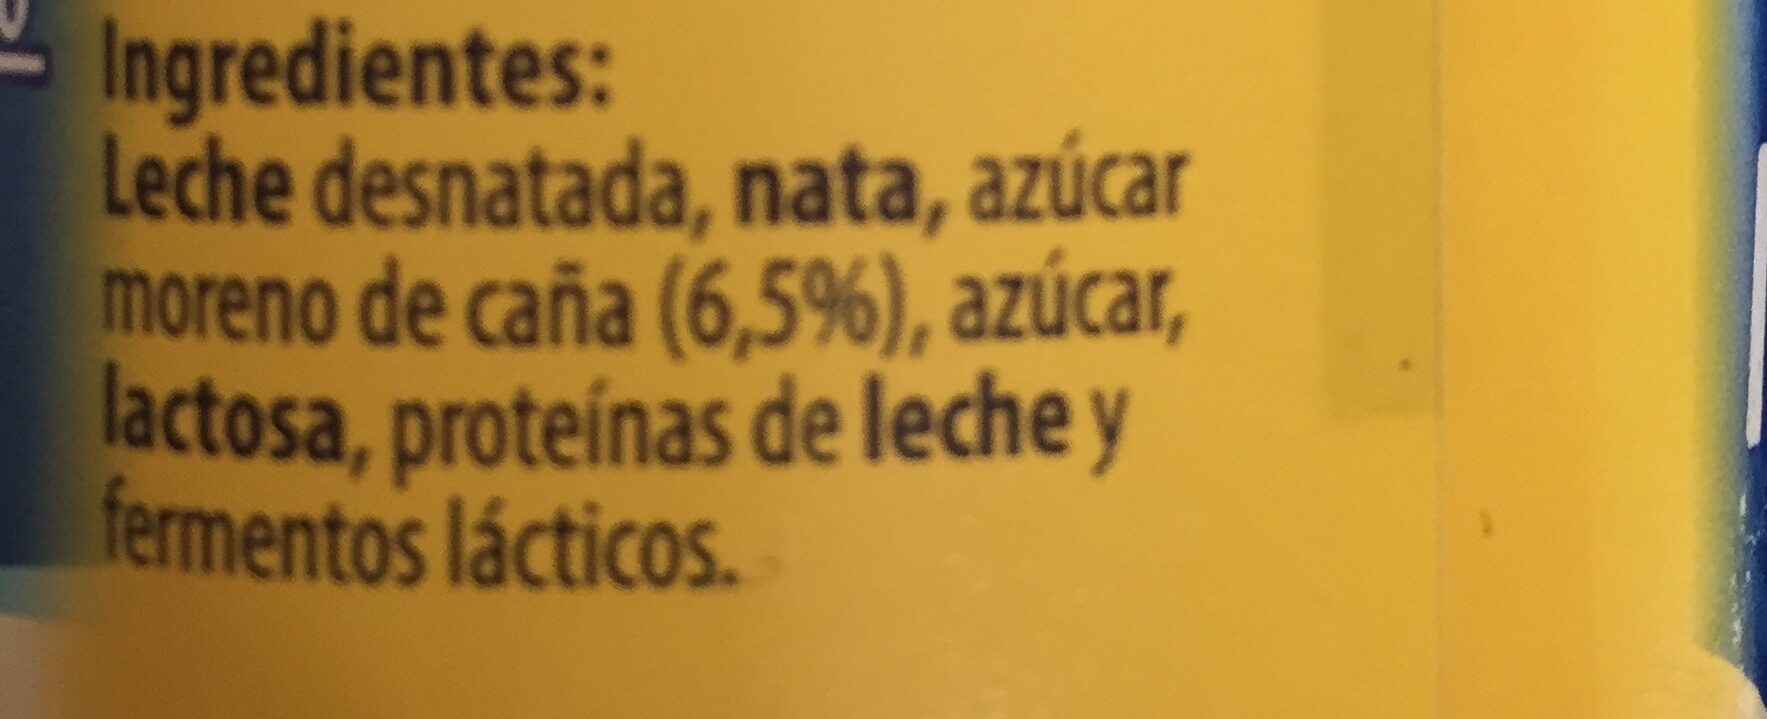 Ingredientes:
Leche desnatada, nata, azúcar
moreno de caña (6,5%), azúcar,
lactosa, proteínas de leche y
fermentos lácticos.